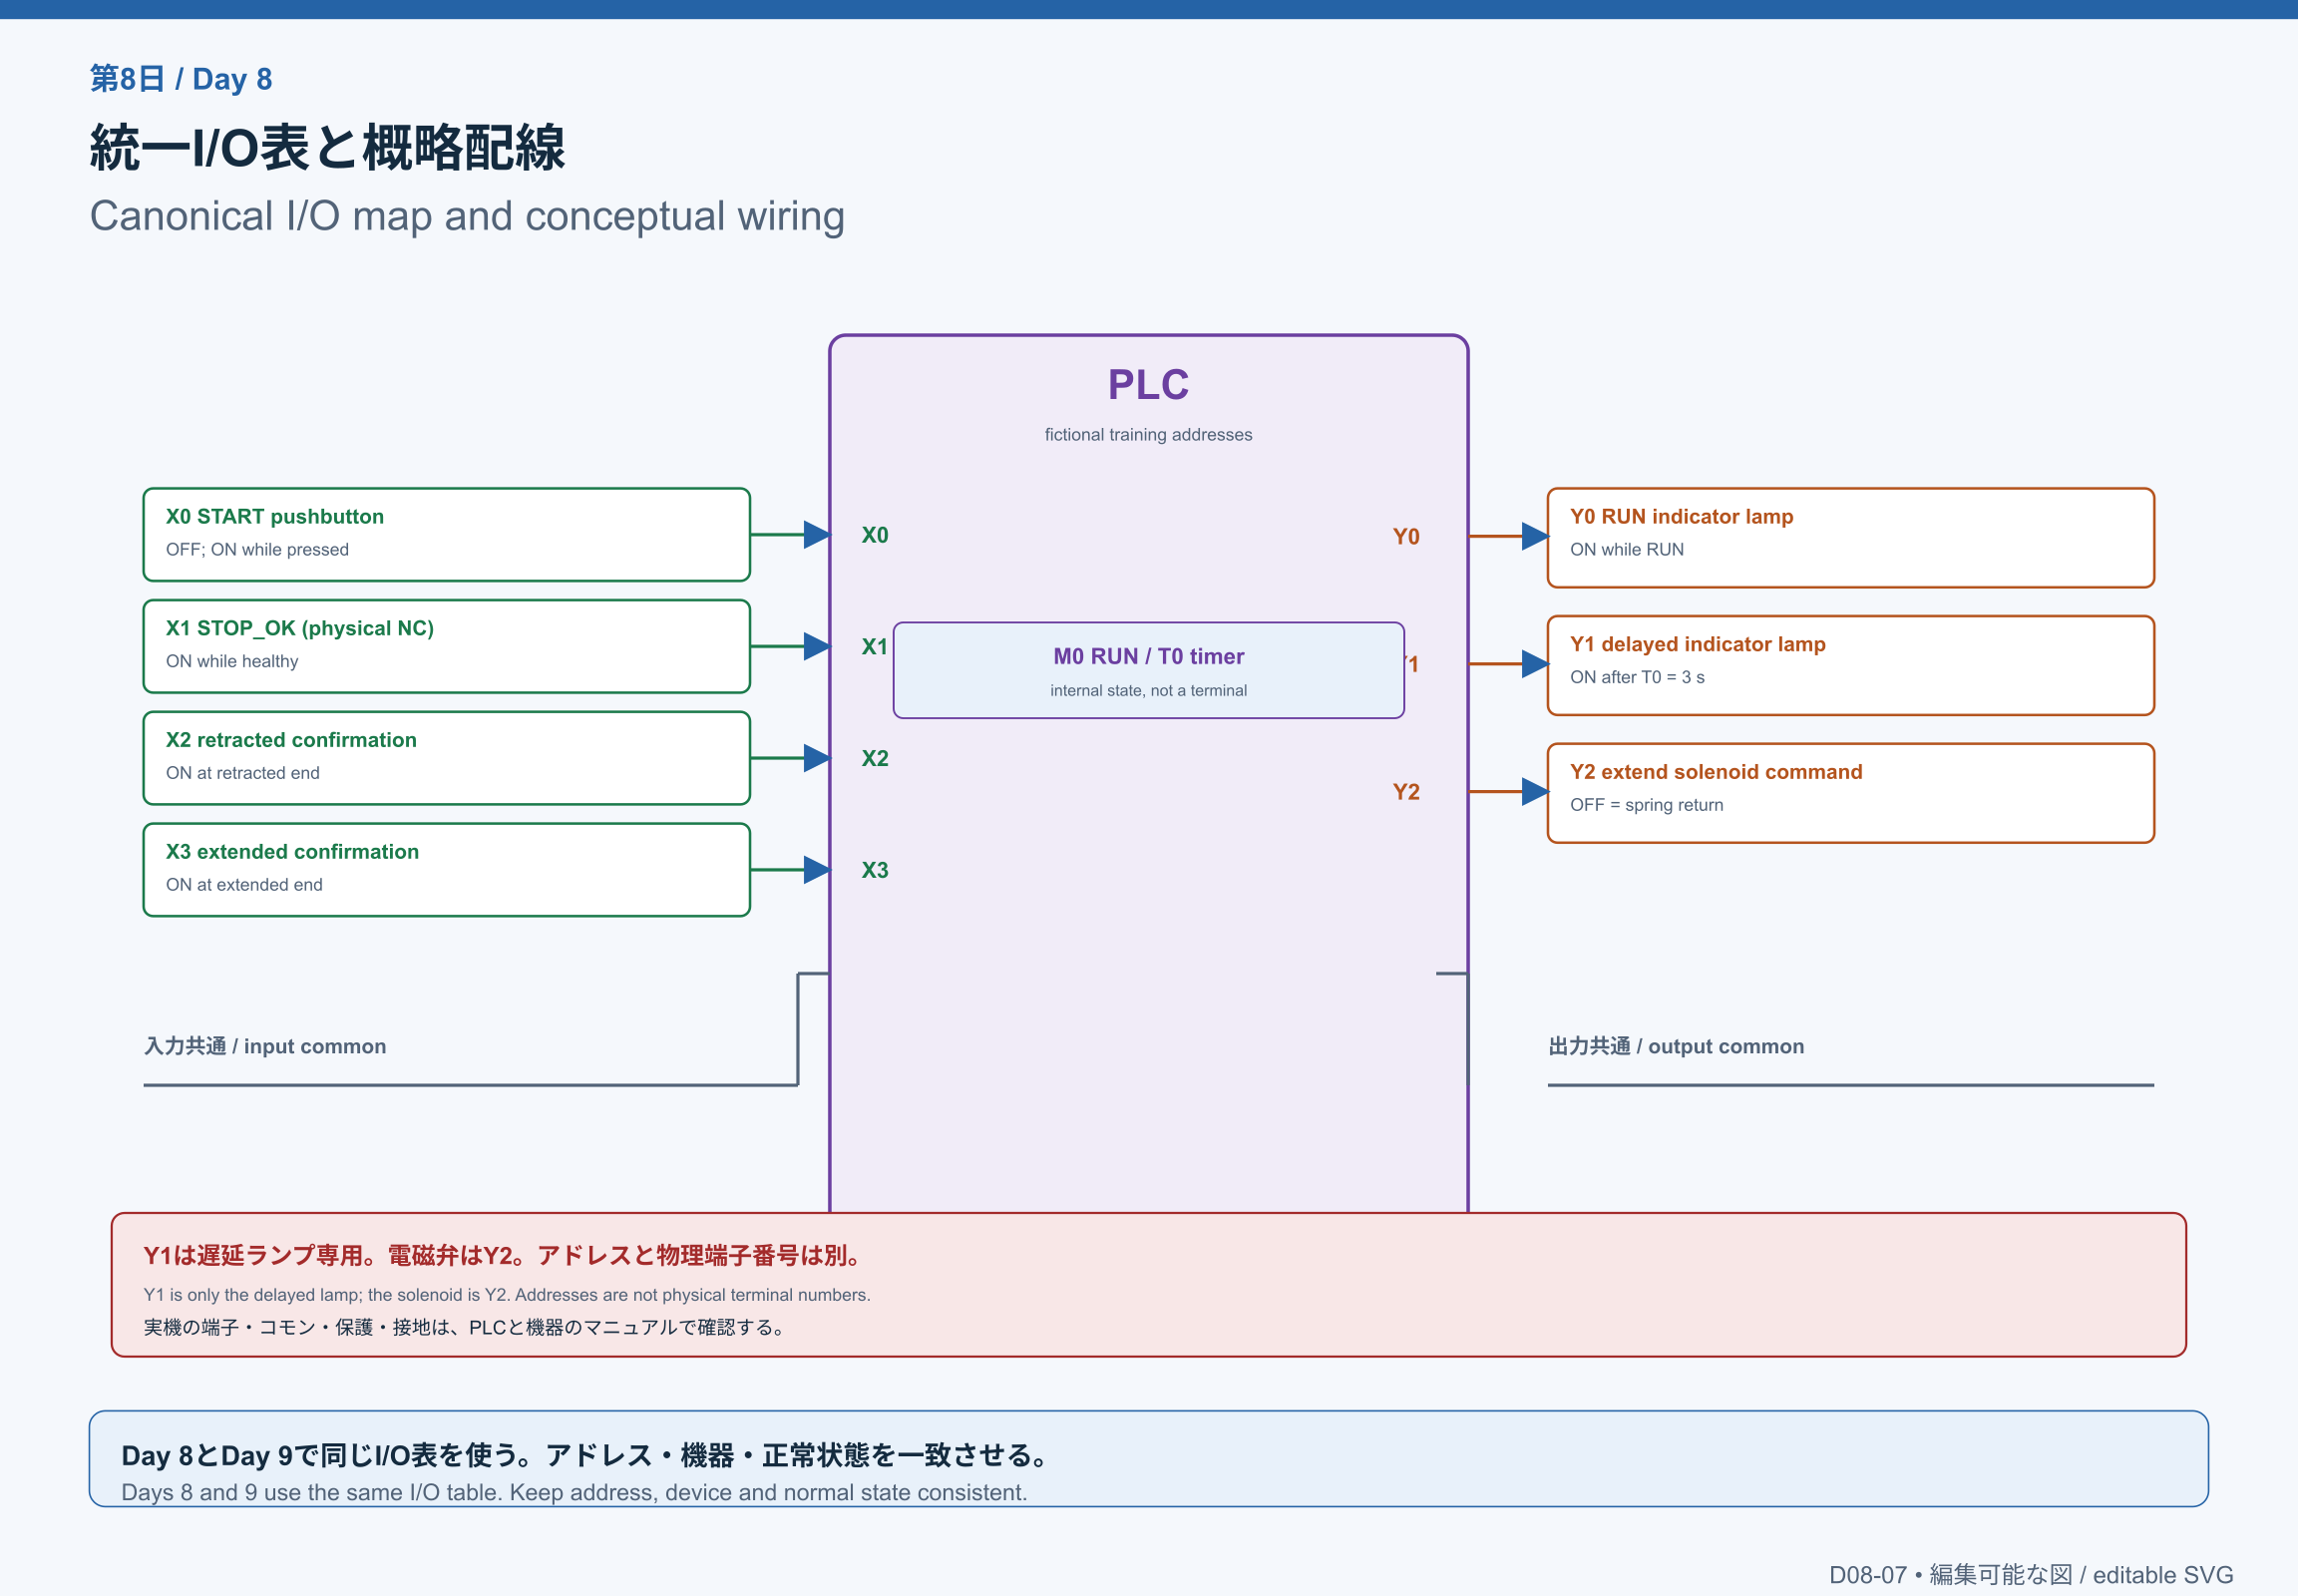 第8日 / Day 8
統一I/O表と概略配線
Canonical I/O map and conceptual wiring
PLC
fictional training addresses
X0 START pushbutton
OFF; ON while pressed
X1 STOP_OK (physical NC)
ON while healthy
X2 retracted confirmation
ON at retracted end
X3 extended confirmation
ON at extended end
X0
X1
X2
X3
M0 RUN / T0 timer
internal state, not a terminal
Y0
Y2
Y0 RUN indicator lamp
ON while RUN
Y1 delayed indicator lamp
ON after T0 = 3 s
Y2 extend solenoid command
OFF = spring return
入力共通 / input common
出力共通 / output common
Y1は遅延ランプ専用。電磁弁はY2。アドレスと物理端子番号は別。
Y1 is only the delayed lamp; the solenoid is Y2. Addresses are not physical terminal numbers.
実機の端子・コモン・保護・接地は、PLCと機器のマニュアルで確認する。
Day 8とDay 9で同じI/O表を使う。アドレス・機器・正常状態を一致させる。
Days 8 and 9 use the same I/O table. Keep address, device and normal state consistent.
D08-07 • 編集可能な図 / editable SVG